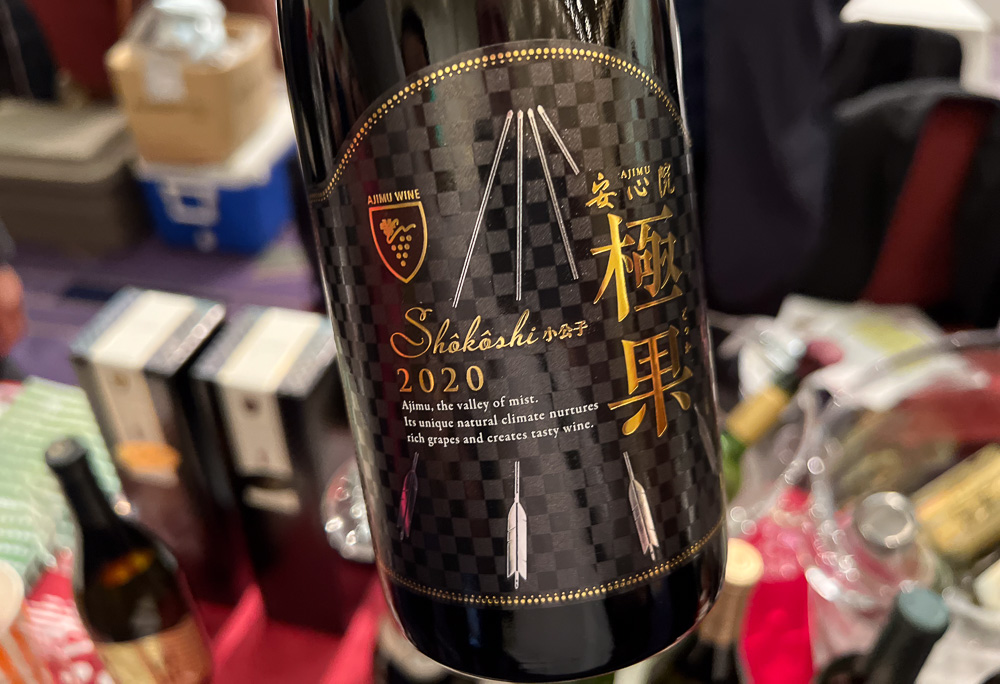 AJIMU WINE
AJIMU
安心院
極果
Shôkôshi 小公子
2020
Ajimu, the valley of mist.
Its unique natural climate nurtures
rich grapes and creates tasty wine.